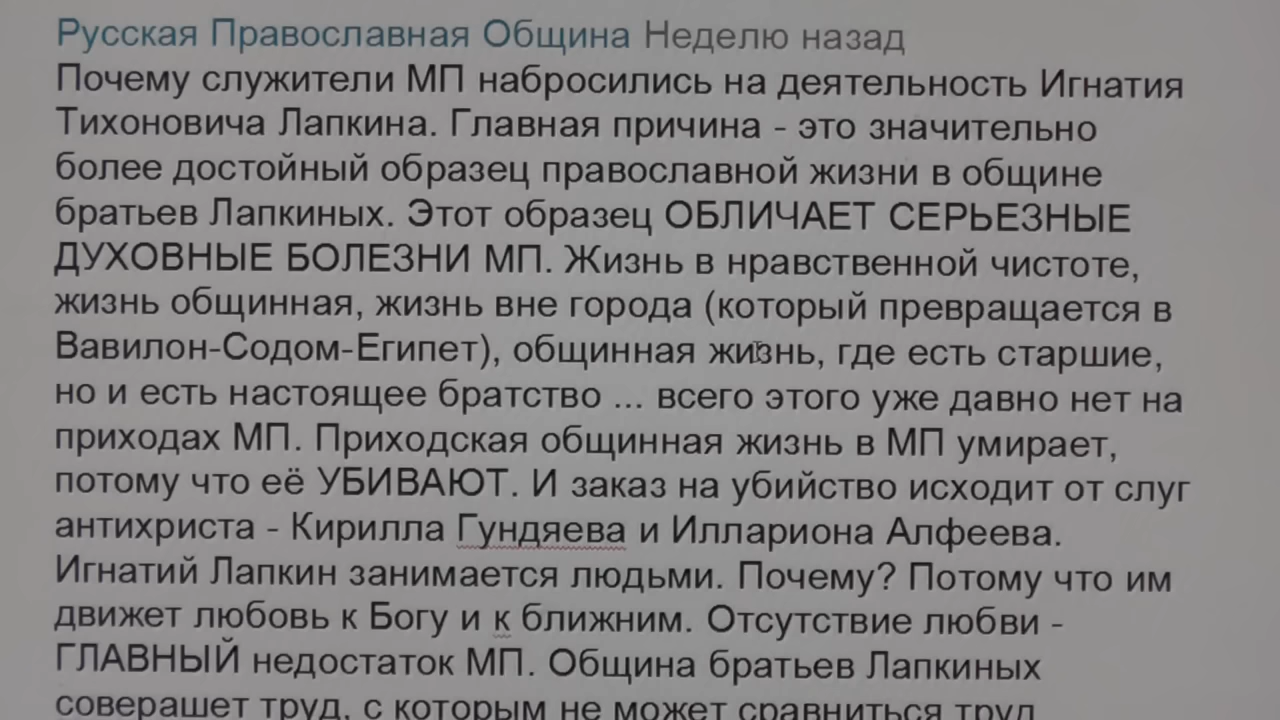 Русская Православная Община Неделю назад
Почему служители МП набросились на деятельность Игнатия
Тихоновича Лапкина. Главная причина - это значительно
более достойный образец православной жизни в общине
братьев Лапкиных. Этот образец ОБЛИЧАЕТ СЕРЬЕЗНЫЕ
ДУХОВНЫЕ БОЛЕЗНИ МП. Жизнь в нравственной чистоте,
жизнь общинная, жизнь вне города (который превращается в
Вавилон-Содом-Египет), общинная жизнь, где есть старшие,
но и есть настоящее братство ... всего этого уже давно нет на
приходах МП. Приходская общинная жизнь в МП умирает,
потому что её УБИВАЮТ. И заказ на убийство исходит от слуг
антихриста - Кирилла Гундяева и Иллариона Алфеева.
Игнатий Лапкин занимается людьми. Почему? Потому что им
движет любовь к Богу и к ближним. Отсутствие любви -
ГЛАВНЫЙ недостаток МП. Община братьев Лапкиных
соверашет труд, с которым не может сравниться труд